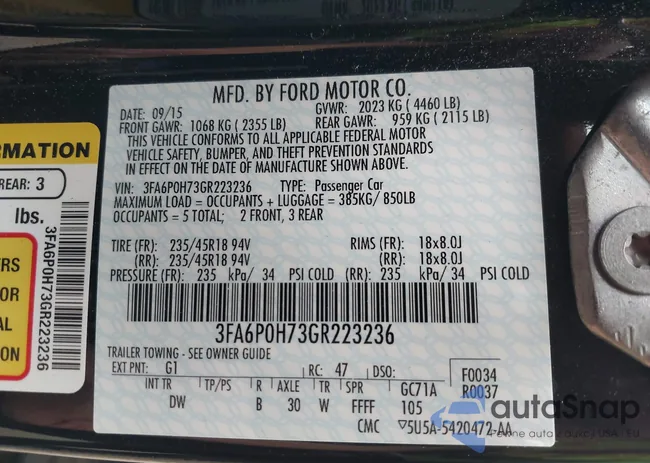 MFD. BY FORD MOTOR CO.
DATE: 09/15 GVWR: 2023 KG ( 4460 LB)
FRONT GAWR: 1068 KG ( 2355 LB) REAR GAWR: 959 KG ( 2115 LB)
THIS VEHICLE CONFORMS TO ALL APPLICABLE FEDERAL MOTOR
VEHICLE SAFETY, BUMPER, AND THEFT PREVENTION STANDARDS
IN EFFECT ON THE DATE OF MANUFACTURE SHOWN ABOVE.
VIN: 3FA6P0H73GR223236 TYPE: Passenger Car
MAXIMUM LOAD = OCCUPANTS + LUGGAGE = 385KG/ 850LB
OCCUPANTS = 5 TOTAL; 2 FRONT, 3 REAR
TIRE (FR): 235/45R18 94V RIMS (FR): 18x8.0J
(RR): 235/45R18 94V (RR): 18x8.0J
PRESSURE (FR): 235 kPa/ 34 PSI COLD (RR): 235 kPa/ 34 PSI COLD
3FA6P0H73GR223236
TRAILER TOWING - SEE OWNER GUIDE
EXT PNT: G1 RC: 47 DSO: F0034
INT TR TP/PS R AXLE TR SPR GC71A R0037
DW B 30 W FFFF 105
CMC 5U5A-5420472-AA
RMATION
REAR: 3
lbs.
ERS
OR
AL
ON
3FA6P0H73GR223236
autoSnap